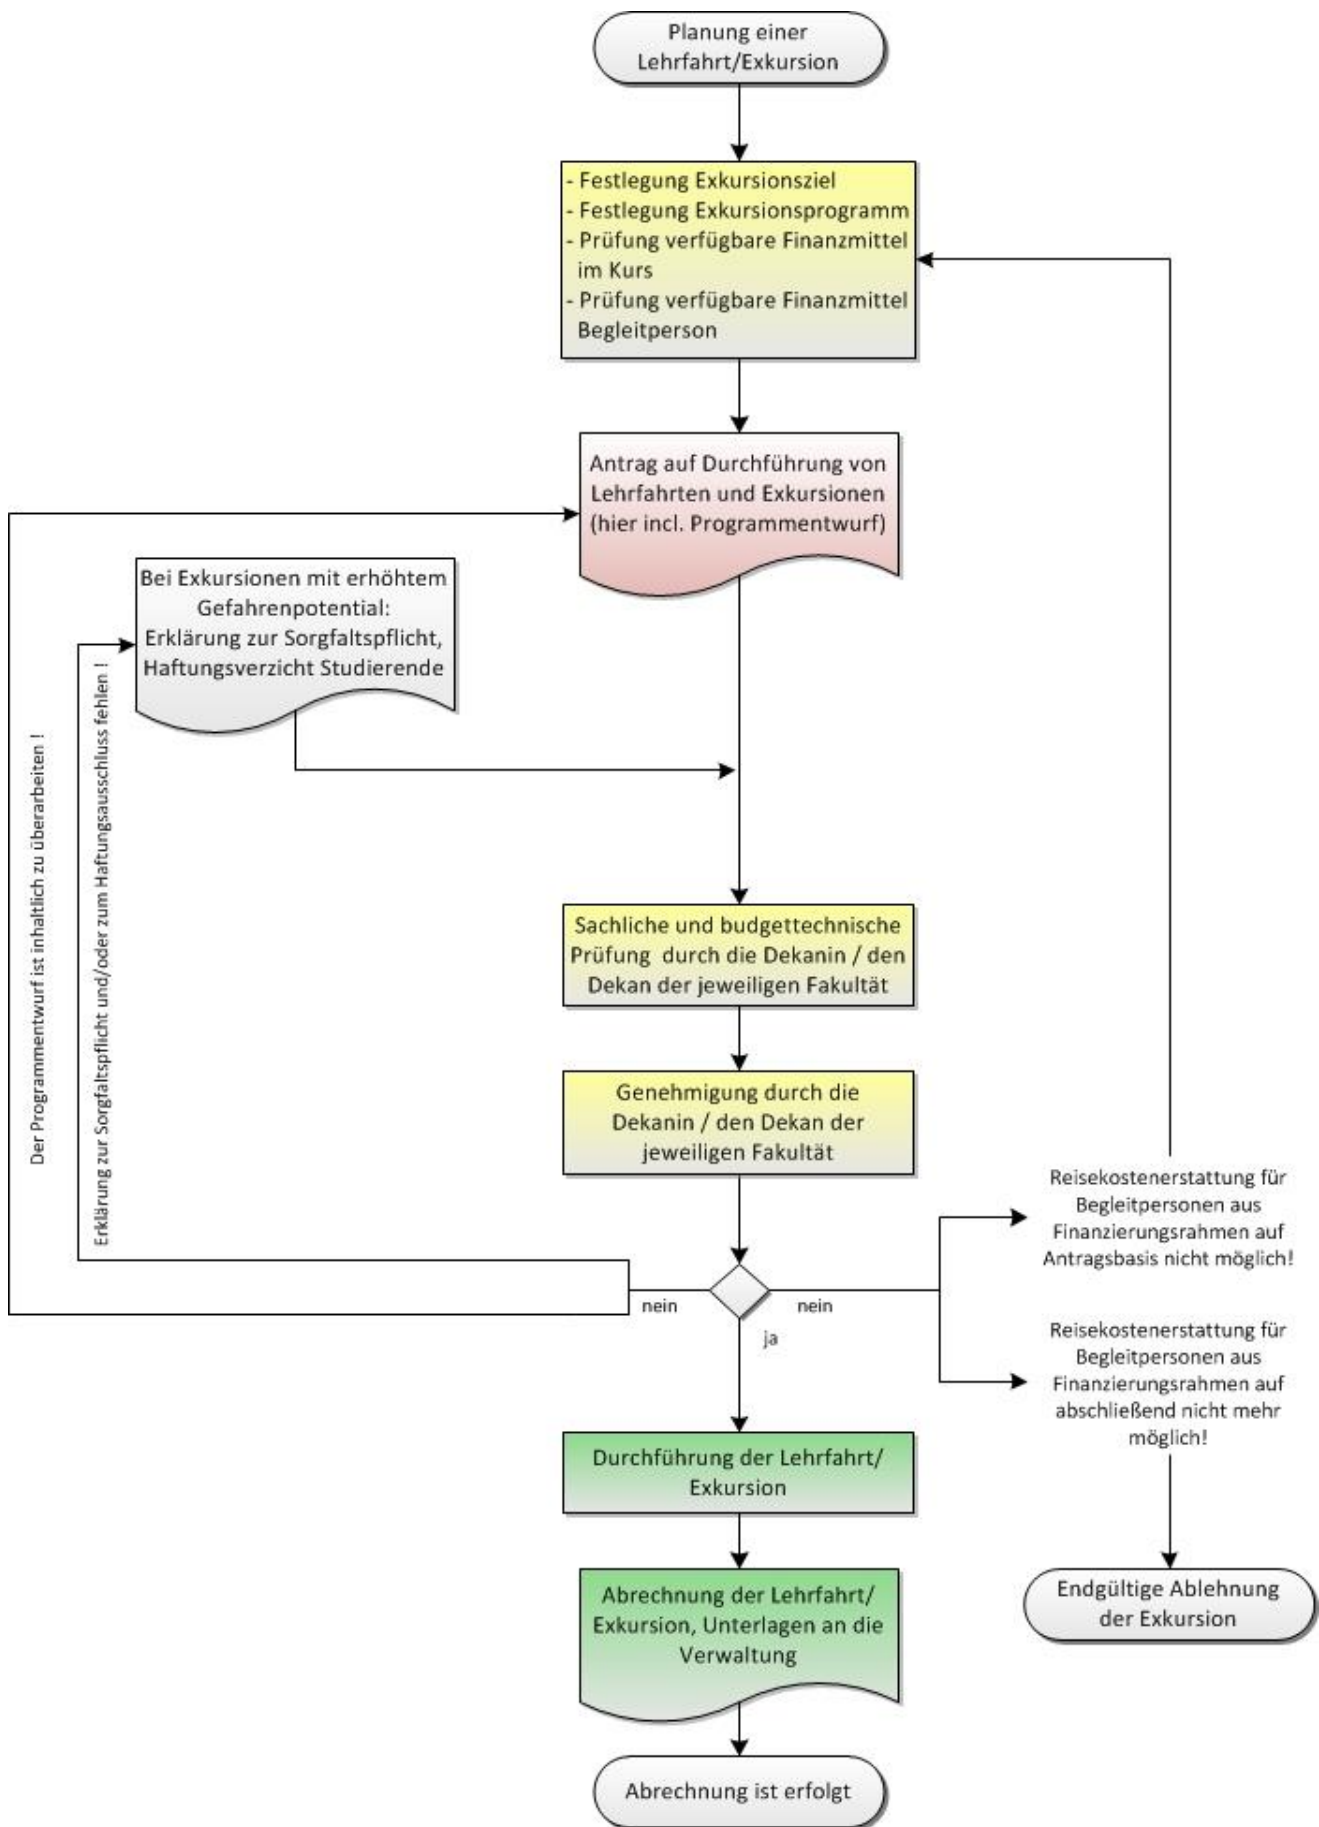 Planung einer
Lehrfahrt/Exkursion
- Festlegung Exkursionsziel
- Festlegung Exkursionsprogramm
- Prüfung verfügbare Finanzmittel
im Kurs
- Prüfung verfügbare Finanzmittel
Begleitperson
Antrag auf Durchführung von
Lehrfahrten und Exkursionen
(hier incl. Programmentwurf)
Bei Exkursionen mit erhöhtem
Gefahrenpotential:
Erklärung zur Sorgfaltspflicht,
Haftungsverzicht Studierende
Der Programmentwurf ist inhaltlich zu überarbeiten !
Erklärung zur Sorgfaltspflicht und/oder zum Haftungsausschluss fehlen !
Sachliche und budgettechnische
Prüfung durch die Dekanin / den
Dekan der jeweiligen Fakultät
Genehmigung durch die
Dekanin / den Dekan der
jeweiligen Fakultät
Reisekostenerstattung für
Begleitpersonen aus
Finanzierungsrahmen auf
Antragsbasis nicht möglich!
nein
nein
ja
Reisekostenerstattung für
Begleitpersonen aus
Finanzierungsrahmen auf
abschließend nicht mehr
möglich!
Durchführung der Lehrfahrt/
Exkursion
Abrechnung der Lehrfahrt/
Exkursion, Unterlagen an die
Verwaltung
Endgültige Ablehnung
der Exkursion
Abrechnung ist erfolgt